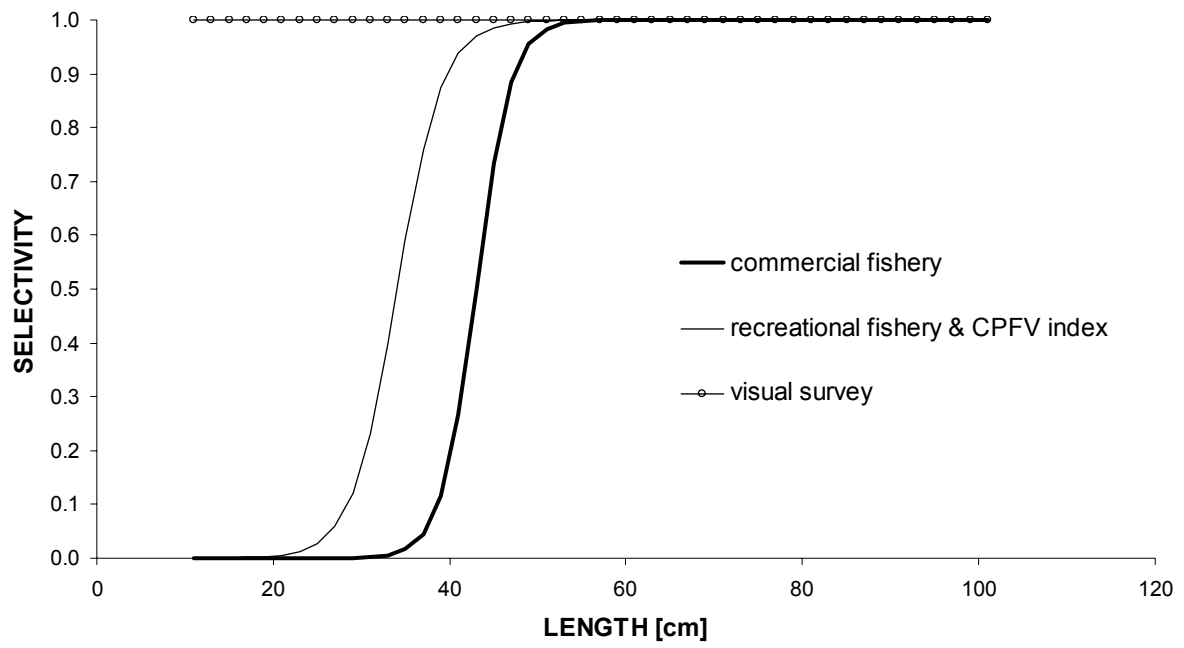 1.0
0.9
0.8
0.7
0.6
0.5
0.4
0.3
0.2
0.1
0.0
SELECTIVITY
commercial fishery
recreational fishery & CPFV index
visual survey
0 20 40 60 80 100 120
LENGTH [cm]